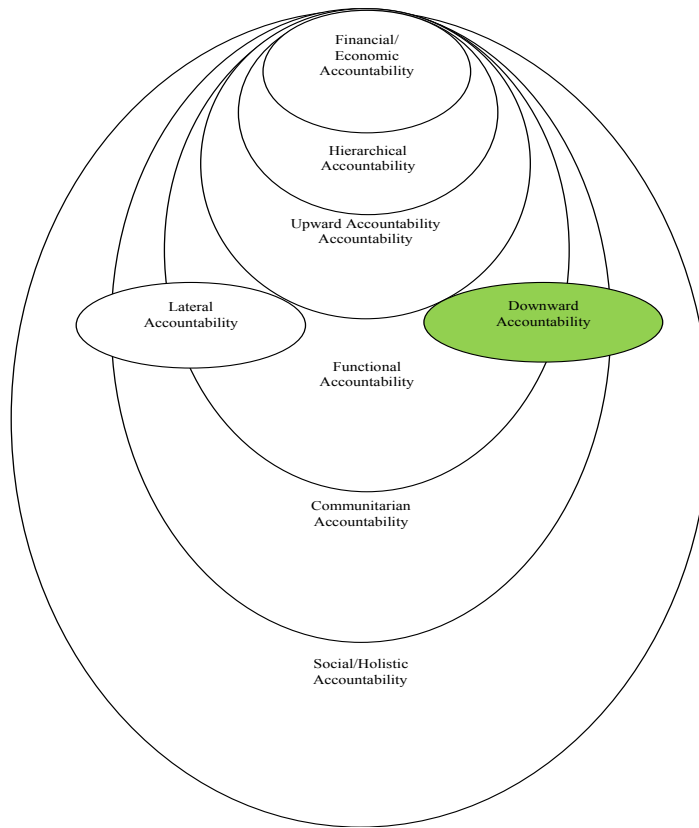 Financial/
Economic
Accountability
Hierarchical
Accountability
Upward Accountability
Accountability
Lateral
Accountability
Downward
Accountability
Functional
Accountability
Communitarian
Accountability
Social/Holistic
Accountability